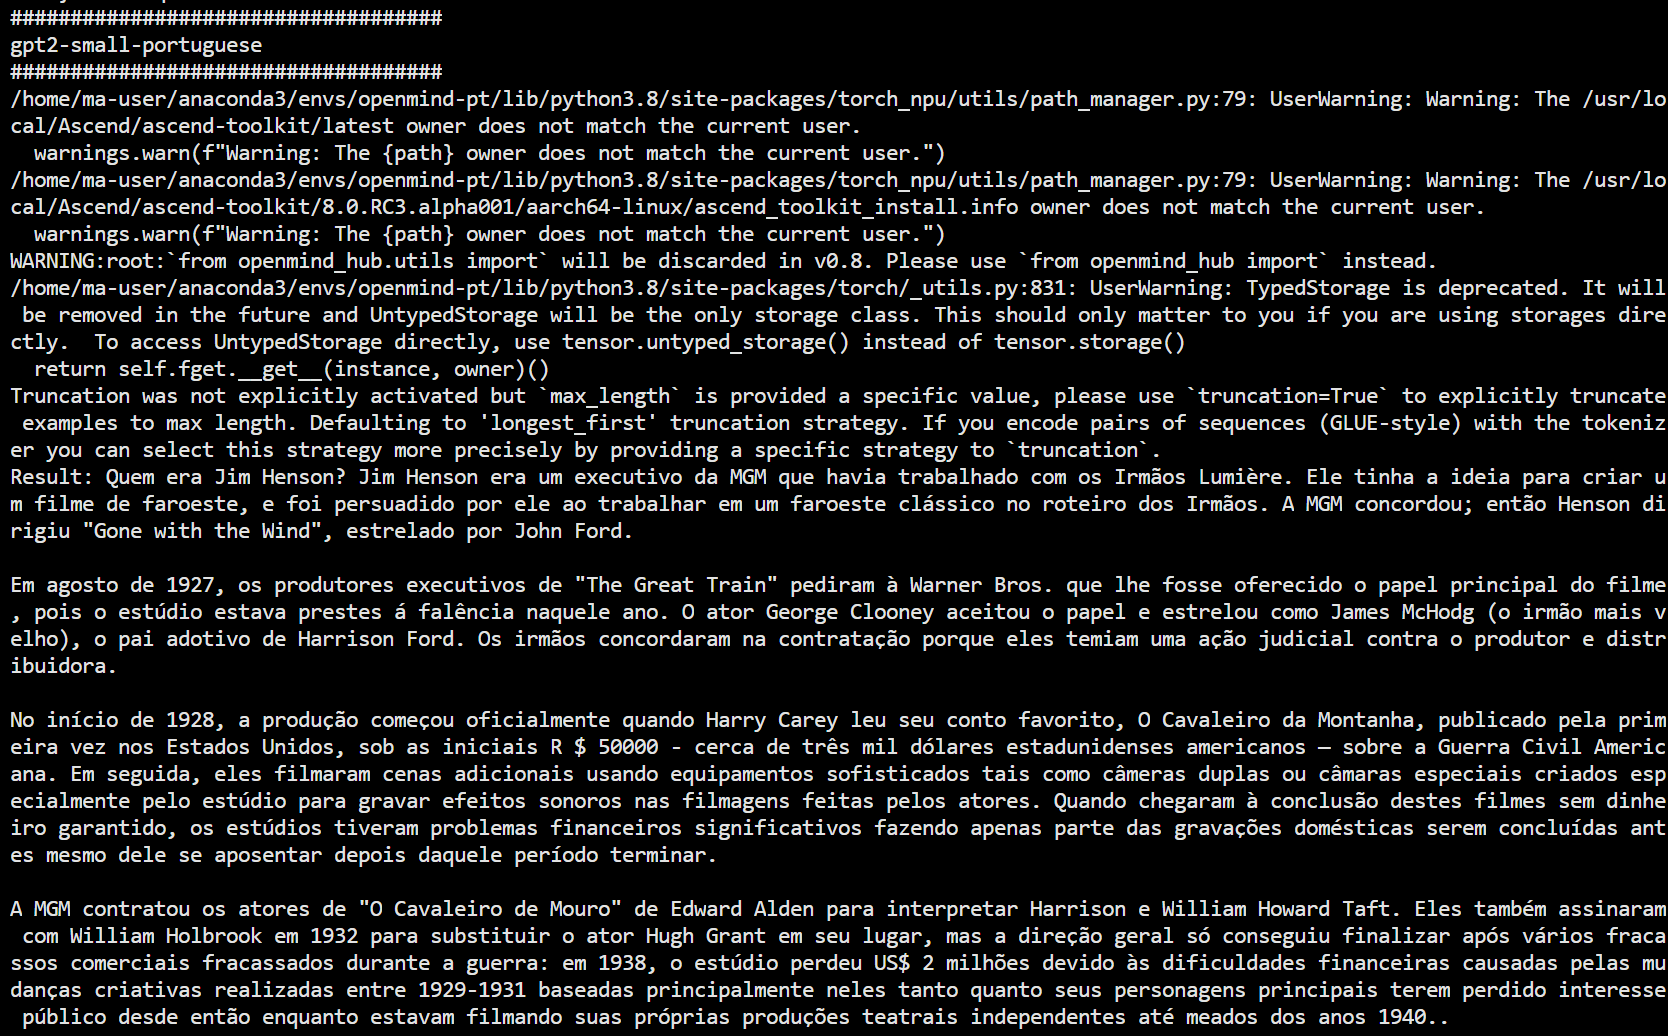 ####################################
gpt2-small-portuguese
####################################
/home/ma-user/anaconda3/envs/openmind-pt/lib/python3.8/site-packages/torch_npu/utils/path_manager.py:79: UserWarning: Warning: The /usr/lo
cal/Ascend/ascend-toolkit/latest owner does not match the current user.
  warnings.warn(f"Warning: The {path} owner does not match the current user.")
/home/ma-user/anaconda3/envs/openmind-pt/lib/python3.8/site-packages/torch_npu/utils/path_manager.py:79: UserWarning: Warning: The /usr/lo
cal/Ascend/ascend-toolkit/8.0.RC3.alpha001/aarch64-linux/ascend_toolkit_install.info owner does not match the current user.
  warnings.warn(f"Warning: The {path} owner does not match the current user.")
WARNING:root:`from openmind_hub.utils import` will be discarded in v0.8. Please use `from openmind_hub import` instead.
/home/ma-user/anaconda3/envs/openmind-pt/lib/python3.8/site-packages/torch/_utils.py:831: UserWarning: TypedStorage is deprecated. It will
 be removed in the future and UntypedStorage will be the only storage class. This should only matter to you if you are using storages dire
ctly.  To access UntypedStorage directly, use tensor.untyped_storage() instead of tensor.storage()
  return self.fget.__get__(instance, owner)()
Truncation was not explicitly activated but `max_length` is provided a specific value, please use `truncation=True` to explicitly truncate
 examples to max length. Defaulting to 'longest_first' truncation strategy. If you encode pairs of sequences (GLUE-style) with the tokeniz
er you can select this strategy more precisely by providing a specific strategy to `truncation`.
Result: Quem era Jim Henson? Jim Henson era um executivo da MGM que havia trabalhado com os Irmãos Lumière. Ele tinha a ideia para criar u
m filme de faroeste, e foi persuadido por ele ao trabalhar em um faroeste clássico no roteiro dos Irmãos. A MGM concordou; então Henson di
rigiu "Gone with the Wind", estrelado por John Ford.

Em agosto de 1927, os produtores executivos de "The Great Train" pediram à Warner Bros. que lhe fosse oferecido o papel principal do filme
, pois o estúdio estava prestes á falência naquele ano. O ator George Clooney aceitou o papel e estrelou como James McHodg (o irmão mais v
elho), o pai adotivo de Harrison Ford. Os irmãos concordaram na contratação porque eles temiam uma ação judicial contra o produtor e distr
ibuidora.

No início de 1928, a produção começou oficialmente quando Harry Carey leu seu conto favorito, O Cavaleiro da Montanha, publicado pela prim
eira vez nos Estados Unidos, sob as iniciais R $ 50000 - cerca de três mil dólares estadunidenses americanos — sobre a Guerra Civil Americ
ana. Em seguida, eles filmaram cenas adicionais usando equipamentos sofisticados tais como câmeras duplas ou câmaras especiais criados esp
ecialmente pelo estúdio para gravar efeitos sonoros nas filmagens feitas pelos atores. Quando chegaram à conclusão destes filmes sem dinhe
iro garantido, os estúdios tiveram problemas financeiros significativos fazendo apenas parte das gravações domésticas serem concluídas ant
es mesmo dele se aposentar depois daquele período terminar.

A MGM contratou os atores de "O Cavaleiro de Mouro" de Edward Alden para interpretar Harrison e William Howard Taft. Eles também assinaram
 com William Holbrook em 1932 para substituir o ator Hugh Grant em seu lugar, mas a direção geral só conseguiu finalizar após vários fraca
ssos comerciais fracassados durante a guerra: em 1938, o estúdio perdeu US$ 2 milhões devido às dificuldades financeiras causadas pelas mu
danças criativas realizadas entre 1929-1931 baseadas principalmente neles tanto quanto seus personagens principais terem perdido interesse
 público desde então enquanto estavam filmando suas próprias produções teatrais independentes até meados dos anos 1940..